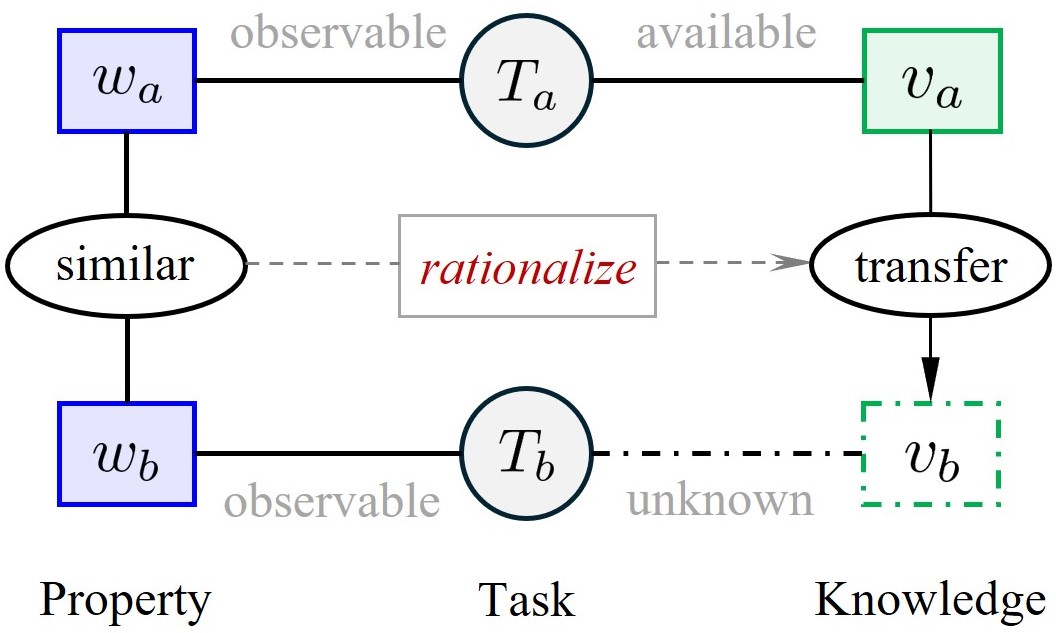 observable
available
w_a
T_a
v_a
similar
rationalize
transfer
w_b
T_b
v_b
observable
unknown
Property
Task
Knowledge